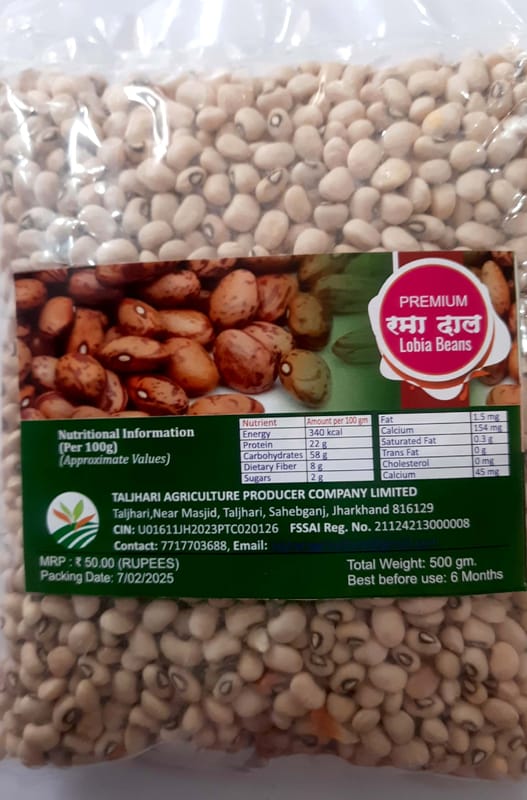 PREMIUM
रमा दाल
Lobia Beans
Nutritional Information
(Per 100g)
(Approximate Values)
Nutrient Amount per 100 gm
Energy 340 kcal
Protein 22 g
Carbohydrates 58 g
Dietary Fiber 8 g
Sugars 2 g
Fat 1.5 mg
Calcium 154 mg
Saturated Fat 0.3 g
Trans Fat 0 g
Cholesterol 0 mg
Calcium 45 mg
TALJHARI AGRICULTURE PRODUCER COMPANY LIMITED
Taljhari,Near Masjid, Taljhari, Sahebganj, Jharkhand 816129
CIN: U01611JH2023PTC020126 FSSAI Reg. No. 21124213000008
Contact: 7717703688, Email:
MRP : ₹ 50.00 (RUPEES)
Packing Date: 7/02/2025
Total Weight: 500 gm.
Best before use: 6 Months